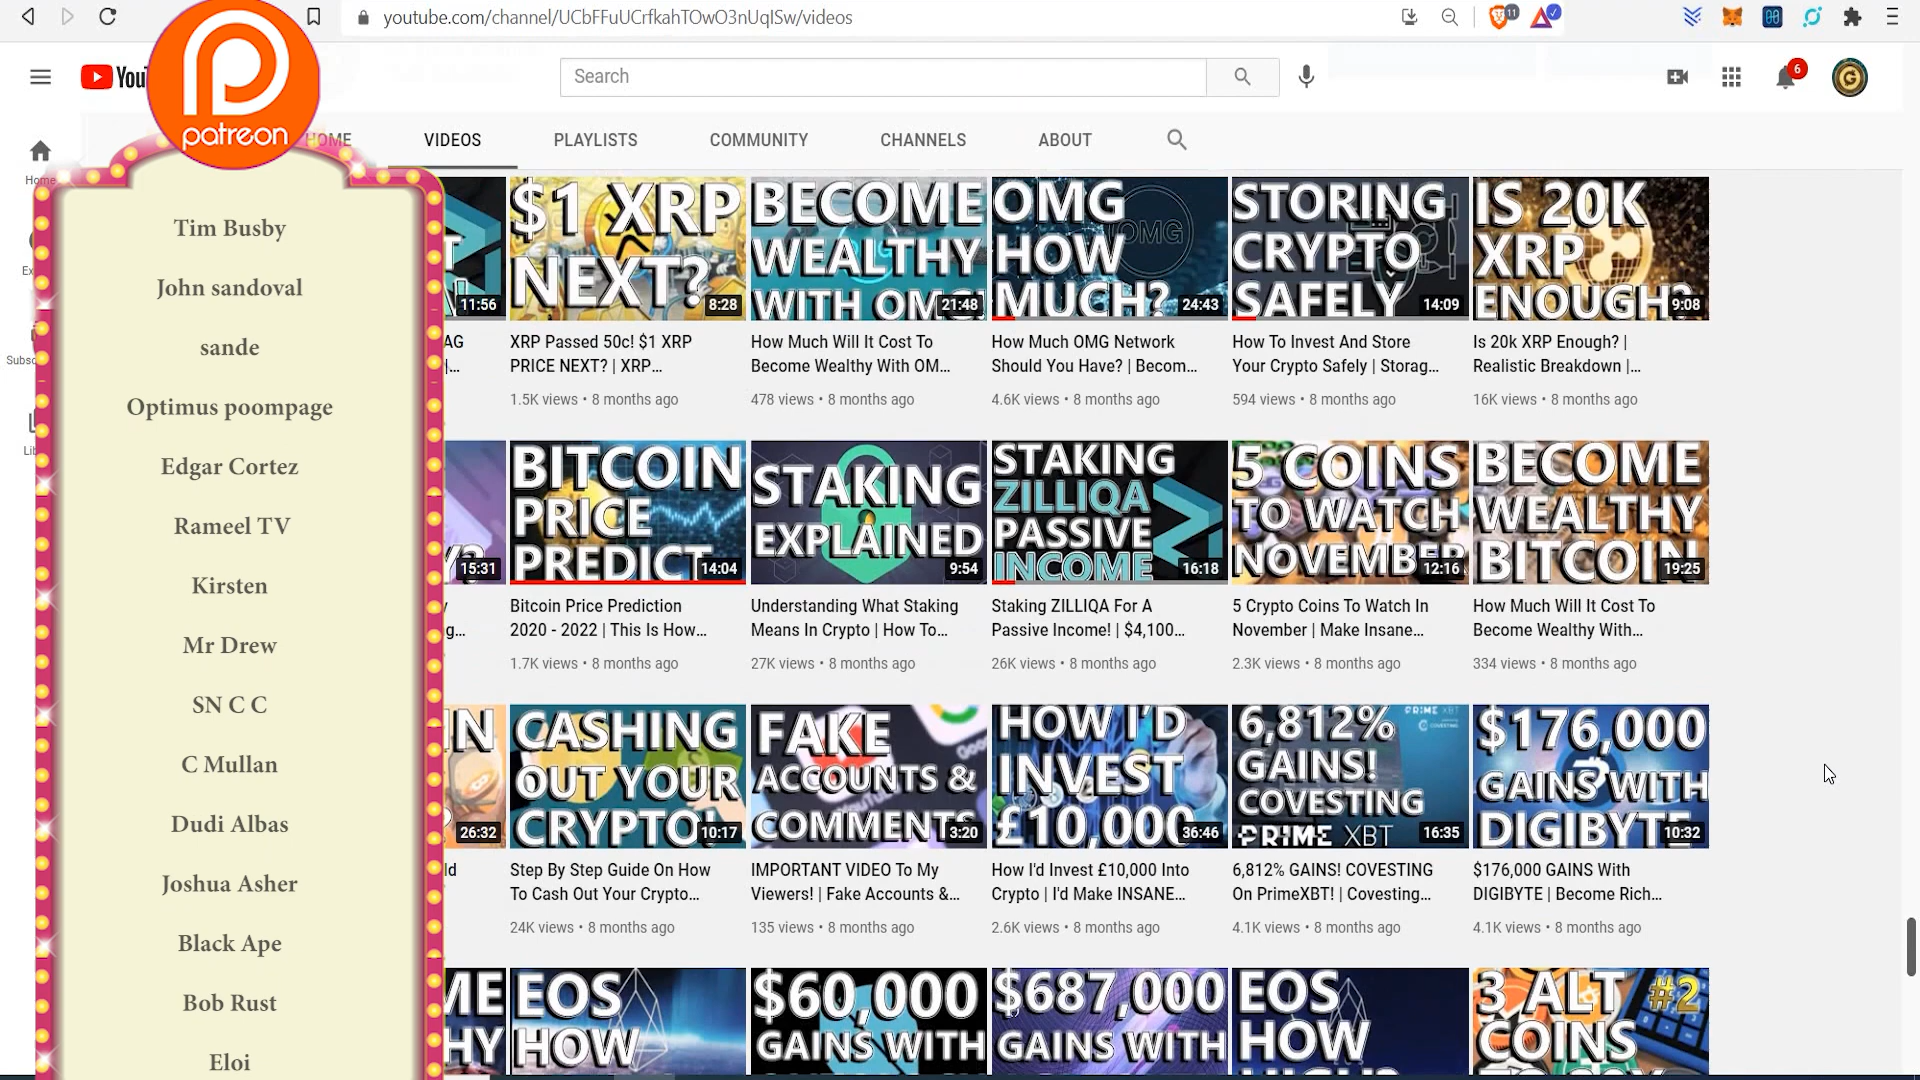 youtube.com/channel/UCbFFuUCrfkahTOwO3nUqISw/videos
11
You
Search
6
patreon
HOME
VIDEOS
PLAYLISTS
COMMUNITY
CHANNELS
ABOUT
Home
Tim Busby
John sandoval
sande
Optimus poompage
Edgar Cortez
Rameel TV
Kirsten
Mr Drew
SN C C
C Mullan
Dudi Albas
Joshua Asher
Black Ape
Bob Rust
Eloi
11:56
$1 XRP
NEXT?
8:28
BECOME
WEALTHY
WITH OMG
21:48
OMG
HOW
MUCH?
OMG
24:43
STORING
CRYPTO
SAFELY
14:09
IS 20K
XRP
ENOUGH?
9:08
XRP Passed 50c! $1 XRP
PRICE NEXT? | XRP...
1.5K views • 8 months ago
How Much Will It Cost To
Become Wealthy With OM...
478 views • 8 months ago
How Much OMG Network
Should You Have? | Becom...
4.6K views • 8 months ago
How To Invest And Store
Your Crypto Safely | Storag...
594 views • 8 months ago
Is 20k XRP Enough? |
Realistic Breakdown |...
16K views • 8 months ago
15:31
BITCOIN
PRICE
PREDICT
14:04
STAKING
EXPLAINED
9:54
STAKING
ZILLIQA
PASSIVE
INCOME
16:18
5 COINS
TO WATCH
NOVEMBER
12:16
BECOME
WEALTHY
BITCOIN
19:25
Bitcoin Price Prediction
2020 - 2022 | This Is How...
1.7K views • 8 months ago
Understanding What Staking
Means In Crypto | How To...
27K views • 8 months ago
Staking ZILLIQA For A
Passive Income! | $4,100...
26K views • 8 months ago
5 Crypto Coins To Watch In
November | Make Insane...
2.3K views • 8 months ago
How Much Will It Cost To
Become Wealthy With...
334 views • 8 months ago
26:32
CASHING
OUT YOUR
CRYPTO!
10:17
FAKE
ACCOUNTS &
COMMENTS
3:20
HOW I'D
INVEST
£10,000
36:46
6,812%
GAINS!
COVESTING
PRIME XBT
16:35
$176,000
GAINS WITH
DIGIBYTE
10:32
Step By Step Guide On How
To Cash Out Your Crypto...
24K views • 8 months ago
IMPORTANT VIDEO To My
Viewers! | Fake Accounts &...
135 views • 8 months ago
How I'd Invest £10,000 Into
Crypto | I'd Make INSANE...
2.6K views • 8 months ago
6,812% GAINS! COVESTING
On PrimeXBT! | Covesting...
4.1K views • 8 months ago
$176,000 GAINS With
DIGIBYTE | Become Rich...
4.1K views • 8 months ago
EOS
HOW
$60,000
GAINS WITH
$687,000
GAINS WITH
EOS
HOW
3 ALT #2
COINS